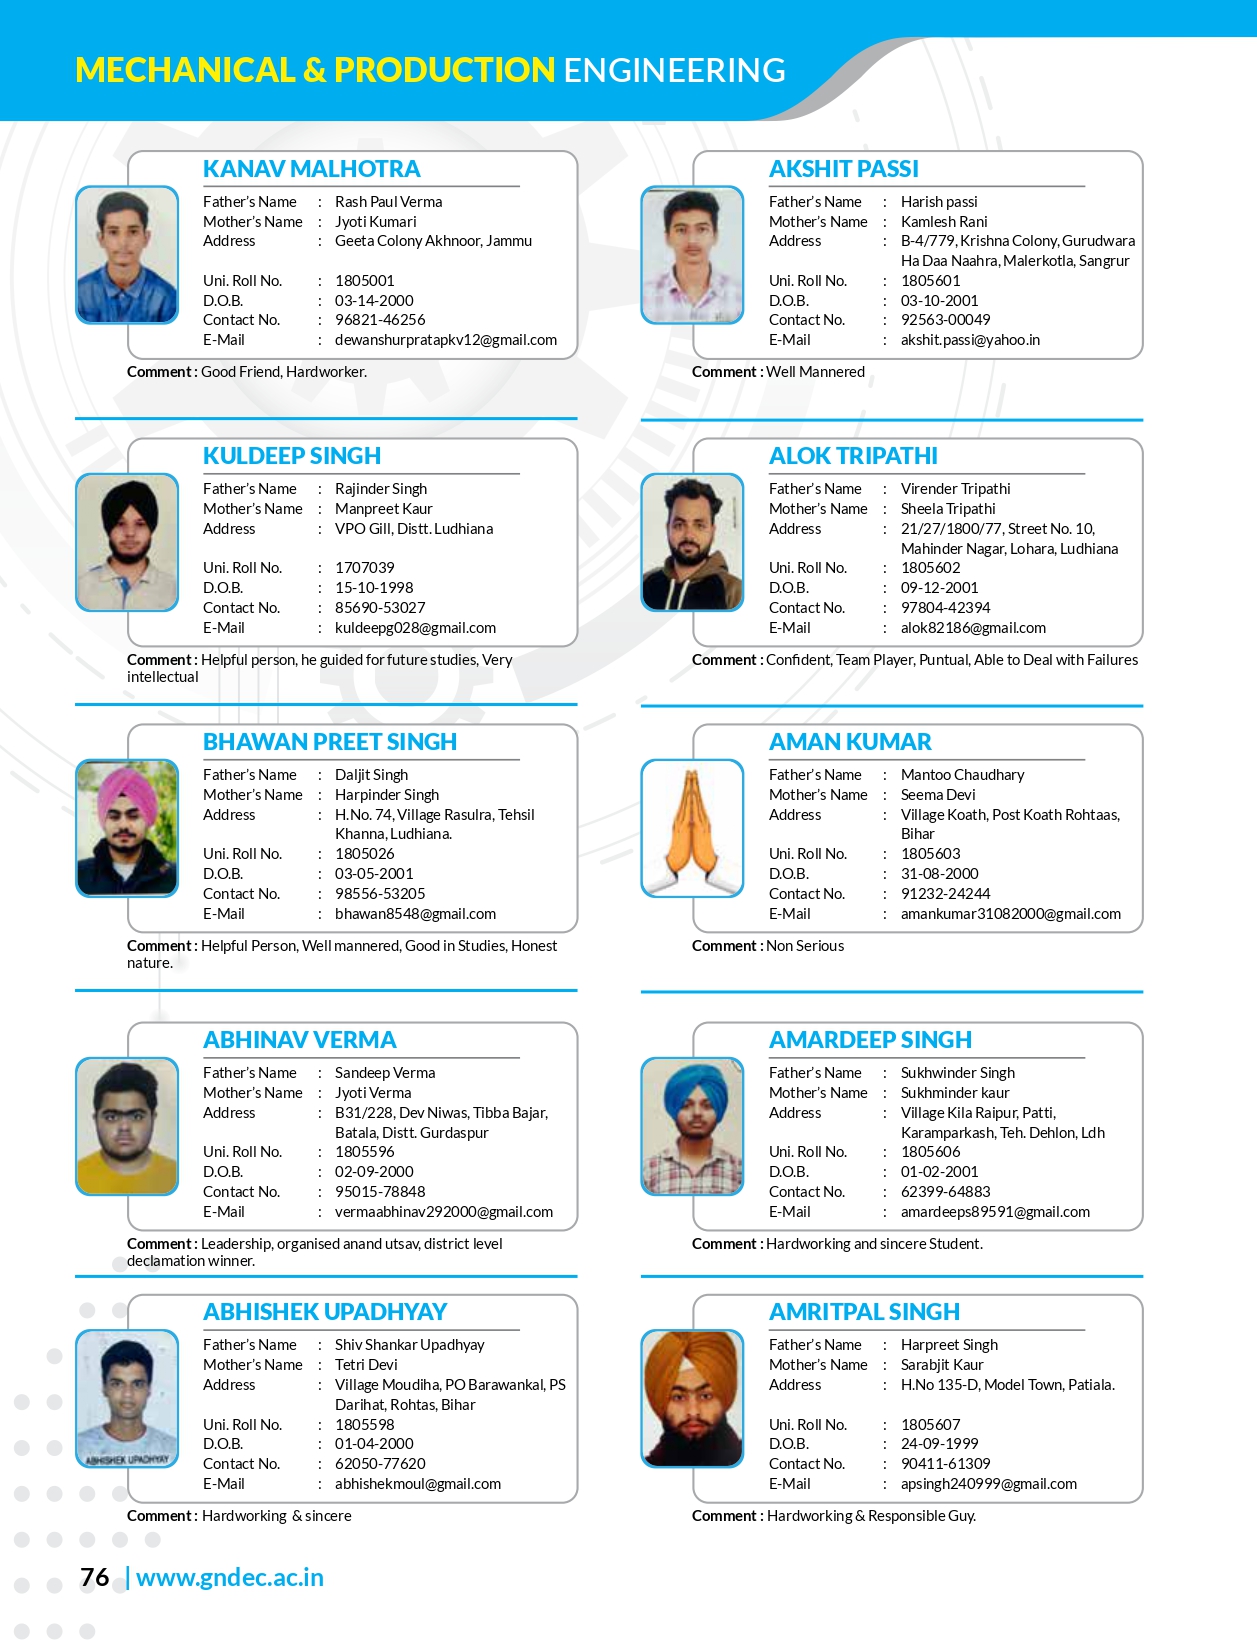 MECHANICAL & PRODUCTION ENGINEERING
KANAV MALHOTRA
Father's Name : Rash Paul Verma
Mother's Name : Jyoti Kumari
Address : Geeta Colony Akhnoor, Jammu
Uni. Roll No. : 1805001
D.O.B. : 03-14-2000
Contact No. : 96821-46256
E-Mail : dewanshurpratapkv12@gmail.com
Comment : Good Friend, Hardworker.
KULDEEP SINGH
Father's Name : Rajinder Singh
Mother's Name : Manpreet Kaur
Address : VPO Gill, Distt. Ludhiana
Uni. Roll No. : 1707039
D.O.B. : 15-10-1998
Contact No. : 85690-53027
E-Mail : kuldeepg028@gmail.com
Comment : Helpful person, he guided for future studies, Very
intellectual
BHAWAN PREET SINGH
Father's Name : Daljit Singh
Mother's Name : Harpinder Singh
Address : H.No. 74, Village Rasulra, Tehsil
Khanna, Ludhiana.
Uni. Roll No. : 1805026
D.O.B. : 03-05-2001
Contact No. : 98556-53205
E-Mail : bhawan8548@gmail.com
Comment : Helpful Person, Well mannered, Good in Studies, Honest
nature.
ABHINAV VERMA
Father's Name : Sandeep Verma
Mother's Name : Jyoti Verma
Address : B31/228, Dev Niwas, Tibba Bajar,
Batala, Distt. Gurdaspur
Uni. Roll No. : 1805596
D.O.B. : 02-09-2000
Contact No. : 95015-78848
E-Mail : vermaabhinav292000@gmail.com
Comment : Leadership, organised anand utsav, district level
declamation winner.
ABHISHEK UPADHYAY
Father's Name : Shiv Shankar Upadhyay
Mother's Name : Tetri Devi
Address : Village Moudiha, PO Barawankal, PS
Darihat, Rohtas, Bihar
Uni. Roll No. : 1805598
D.O.B. : 01-04-2000
Contact No. : 62050-77620
E-Mail : abhishekmoul@gmail.com
ABHISHEK UPADHYAY
Comment : Hardworking & sincere
AKSHIT PASSI
Father's Name : Harish passi
Mother's Name : Kamlesh Rani
Address : B-4/779, Krishna Colony, Gurudwara
Ha Daa Naahra, Malerkotla, Sangrur
Uni. Roll No. : 1805601
D.O.B. : 03-10-2001
Contact No. : 92563-00049
E-Mail : akshit.passi@yahoo.in
Comment : Well Mannered
ALOK TRIPATHI
Father's Name : Virender Tripathi
Mother's Name : Sheela Tripathi
Address : 21/27/1800/77, Street No. 10,
Mahinder Nagar, Lohara, Ludhiana
Uni. Roll No. : 1805602
D.O.B. : 09-12-2001
Contact No. : 97804-42394
E-Mail : alok82186@gmail.com
Comment : Confident, Team Player, Puntual, Able to Deal with Failures
AMAN KUMAR
Father's Name : Mantoo Chaudhary
Mother's Name : Seema Devi
Address : Village Koath, Post Koath Rohtaas,
Bihar
Uni. Roll No. : 1805603
D.O.B. : 31-08-2000
Contact No. : 91232-24244
E-Mail : amankumar31082000@gmail.com
Comment : Non Serious
AMARDEEP SINGH
Father's Name : Sukhwinder Singh
Mother's Name : Sukhminder kaur
Address : Village Kila Raipur, Patti,
Karamparkash, Teh. Dehlon, Ldh
Uni. Roll No. : 1805606
D.O.B. : 01-02-2001
Contact No. : 62399-64883
E-Mail : amardeeps89591@gmail.com
Comment : Hardworking and sincere Student.
AMRITPAL SINGH
Father's Name : Harpreet Singh
Mother's Name : Sarabjit Kaur
Address : H.No 135-D, Model Town, Patiala.
Uni. Roll No. : 1805607
D.O.B. : 24-09-1999
Contact No. : 90411-61309
E-Mail : apsingh240999@gmail.com
Comment : Hardworking & Responsible Guy.
76 | www.gndec.ac.in